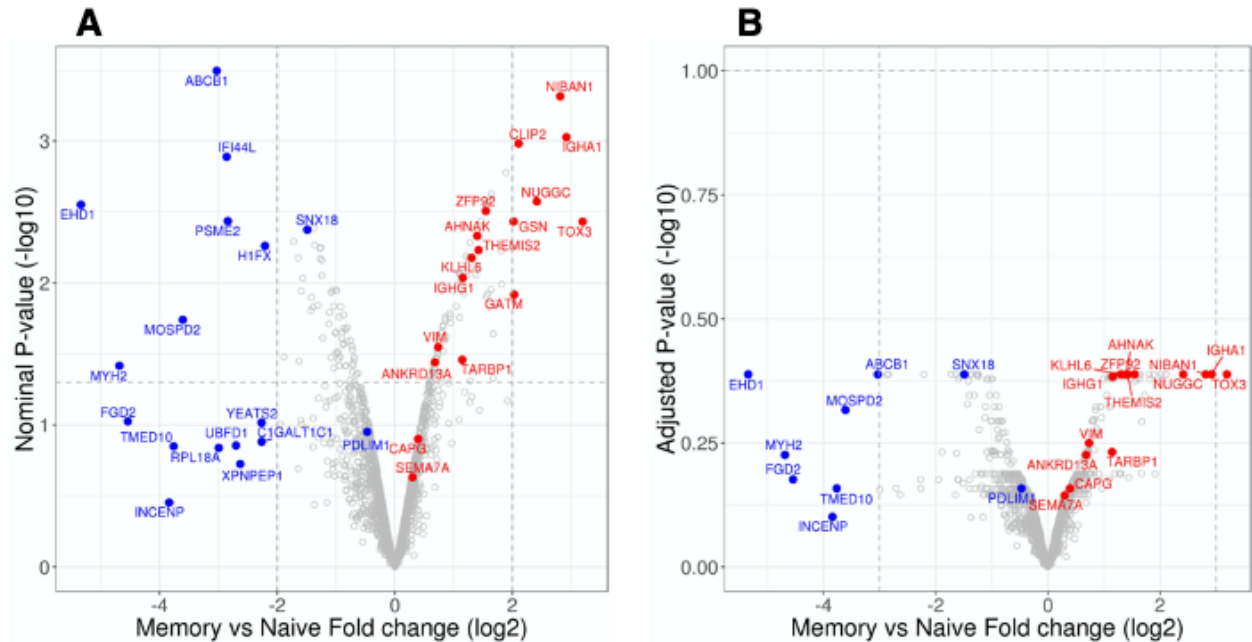 A
ABCB1
NIBAN1
CLIP2
IGHA1
IFI44L
EHD1
PSME2
H1FX
SNX18
ZFP92
NUGGC
AHNAK
GSN
TOX3
THEMIS2
KLHL6
IGHG1
GATM
MOSPD2
VIM
MYH2
ANKRD13A
TARBP1
FGD2
YEATS2
TMED10
UBFD1
C1GALT1C1
RPL18A
PDLIM1
CAPG
XPNPEP1
SEMA7A
INCENP
3
2
1
0
-4
-2
0
2
Nominal P-value (-log10)
Memory vs Naive Fold change (log2)
B
1.00
0.75
0.50
0.25
0.00
AHNAK
IGHA1
KLHL6
ZFP92
NIBAN1
ABCB1
SNX18
EHD1
IGHG1
NUGGC
TOX3
THEMIS2
MOSPD2
VIM
MYH2
ANKRD13A
TARBP1
FGD2
TMED10
PDLIM1
CAPG
SEMA7A
INCENP
-4
-2
0
2
Adjusted P-value (-log10)
Memory vs Naive Fold change (log2)